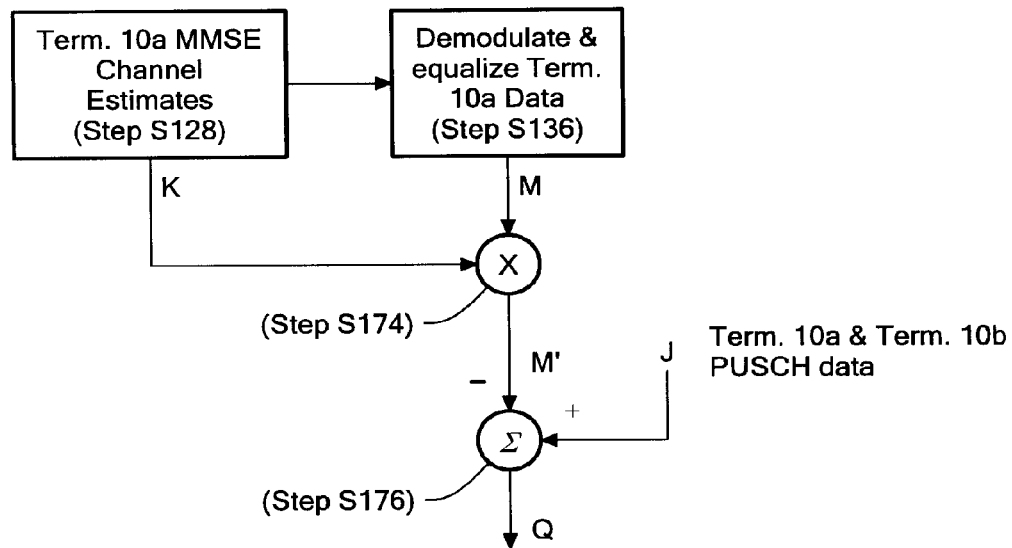 Term. 10a MMSE
Channel
Estimates
(Step S128)
Demodulate &
equalize Term.
10a Data
(Step S136)
K
M
X
(Step S174)
M'
J
Term. 10a & Term. 10b
PUSCH data
−
+
Σ
(Step S176)
Q